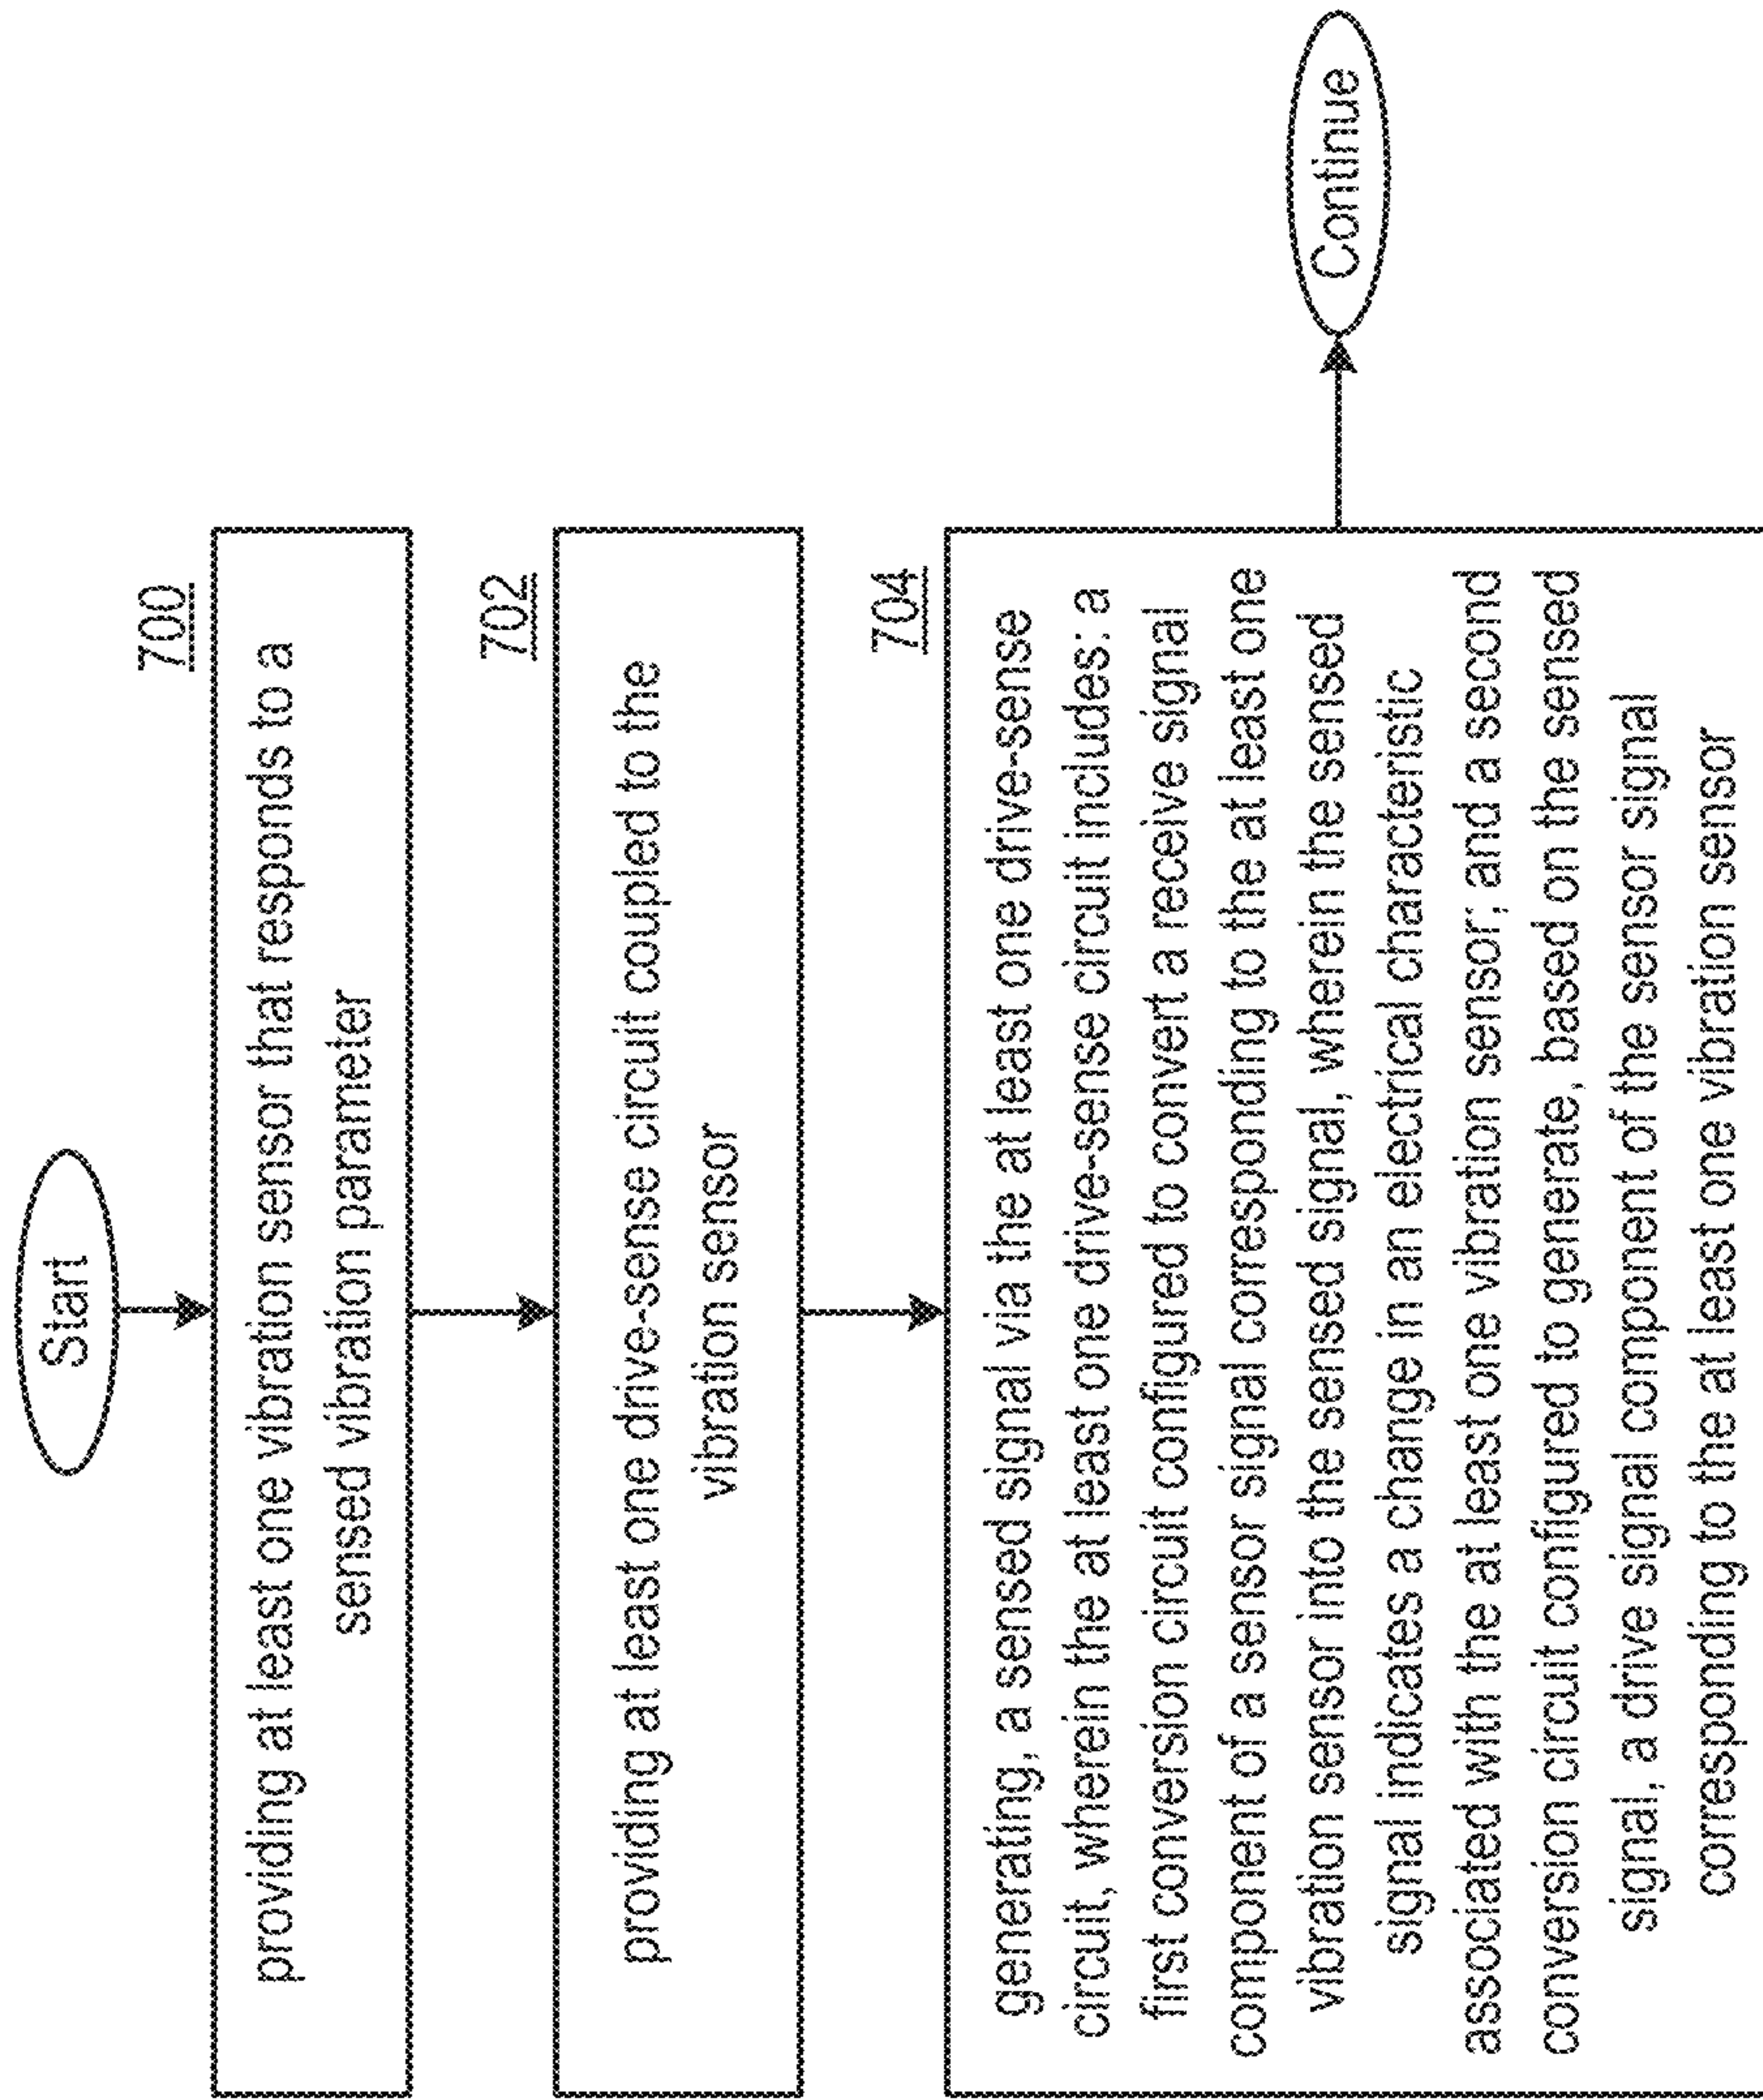 Start
700
providing at least one vibration sensor that responds to a
sensed vibration parameter
702
providing at least one drive-sense circuit coupled to the
vibration sensor
704
generating, a sensed signal via the at least one drive-sense
circuit, wherein the at least one drive-sense circuit includes: a
first conversion circuit configured to convert a receive signal
component of a sensor signal corresponding to the at least one
vibration sensor into the sensed signal, wherein the sensed
signal indicates a change in an electrical characteristic
associated with the at least one vibration sensor; and a second
conversion circuit configured to generate, based on the sensed
signal, a drive signal component of the sensor signal
corresponding to the at least one vibration sensor
Continue